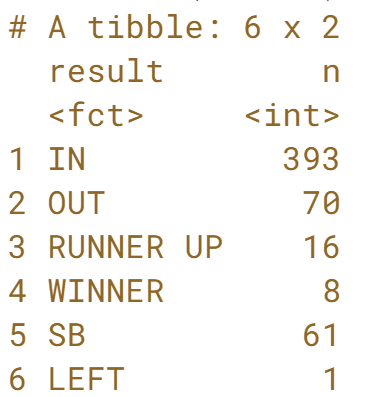 # A tibble: 6 x 2
result n
<fct> <int>
1 IN 393
2 OUT 70
3 RUNNER UP 16
4 WINNER 8
5 SB 61
6 LEFT 1